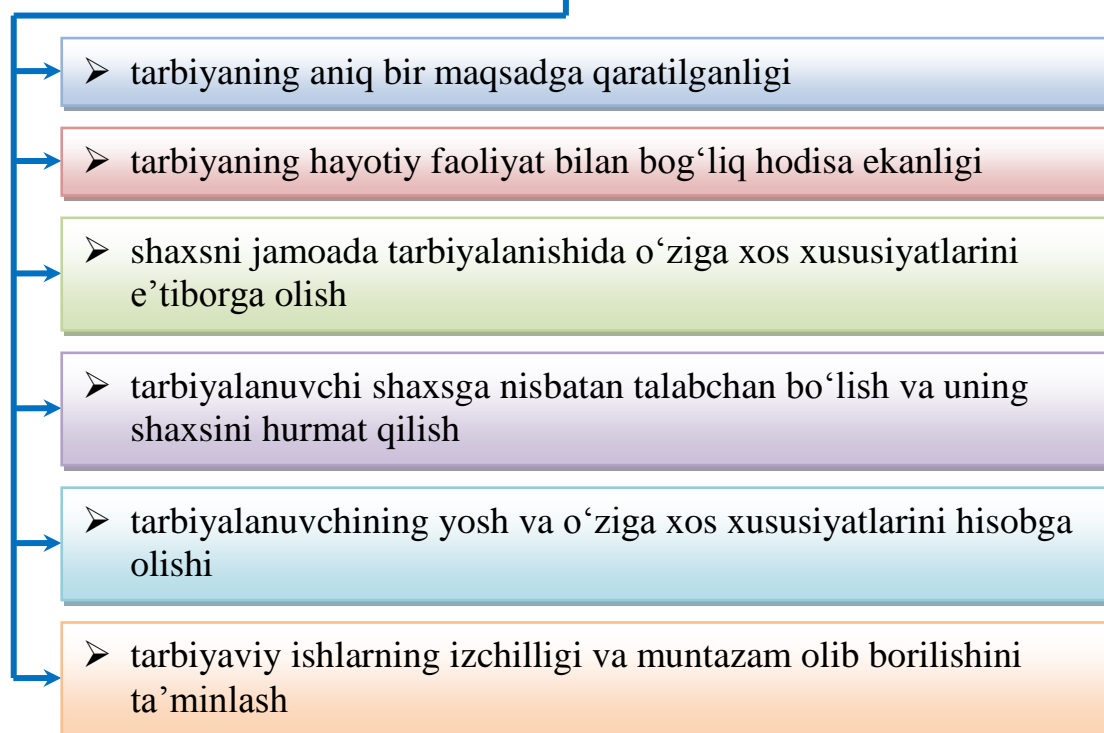 ➢ tarbiyaning aniq bir maqsadga qaratilganligi
➢ tarbiyaning hayotiy faoliyat bilan bog‘liq hodisa ekanligi
➢ shaxsni jamoada tarbiyalanishida o‘ziga xos xususiyatlarini
e’tiborga olish
➢ tarbiyalanuvchi shaxsga nisbatan talabchan bo‘lish va uning
shaxsini hurmat qilish
➢ tarbiyalanuvchining yosh va o‘ziga xos xususiyatlarini hisobga
olishi
➢ tarbiyaviy ishlarning izchilligi va muntazam olib borilishini
ta’minlash